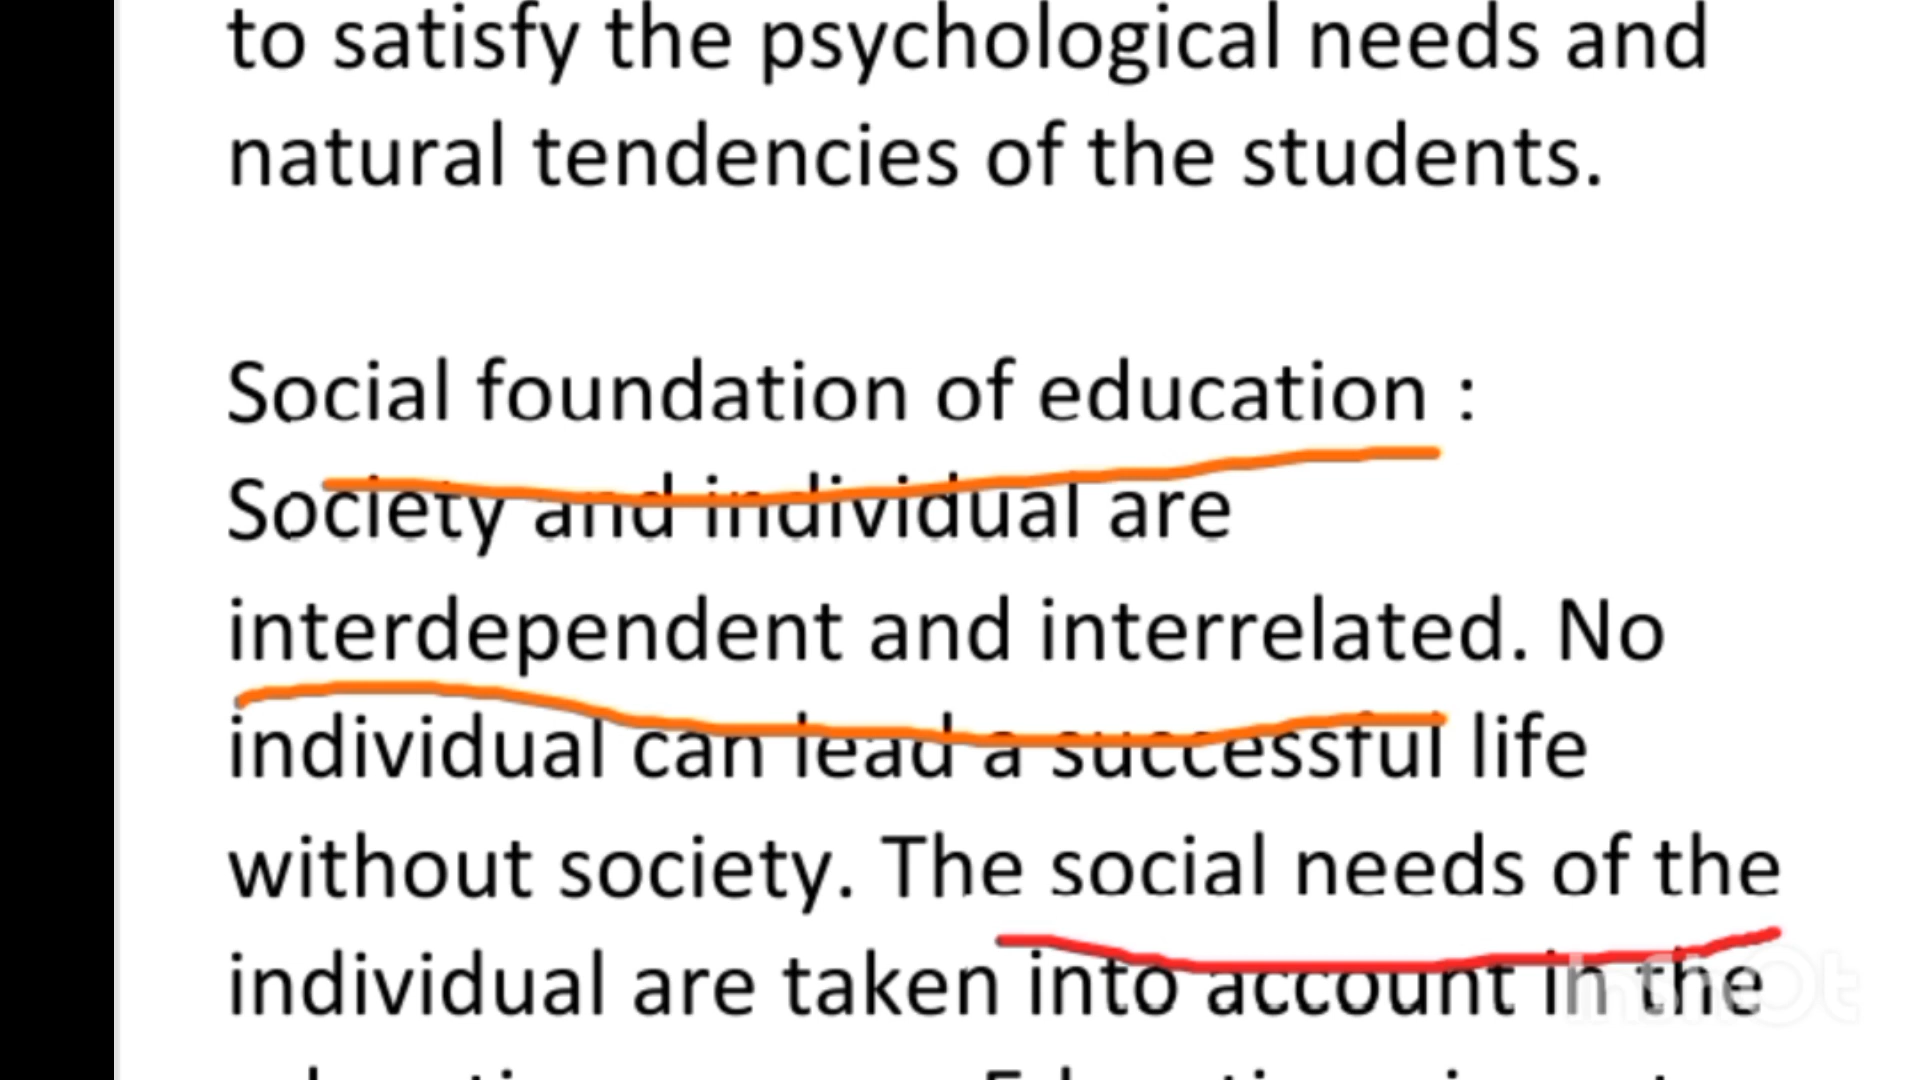 to satisfy the psychological needs and
natural tendencies of the students.
Social foundation of education :
Society and individual are
interdependent and interrelated. No
individual can lead a successful life
without society. The social needs of the
individual are taken into account in the
InShOt